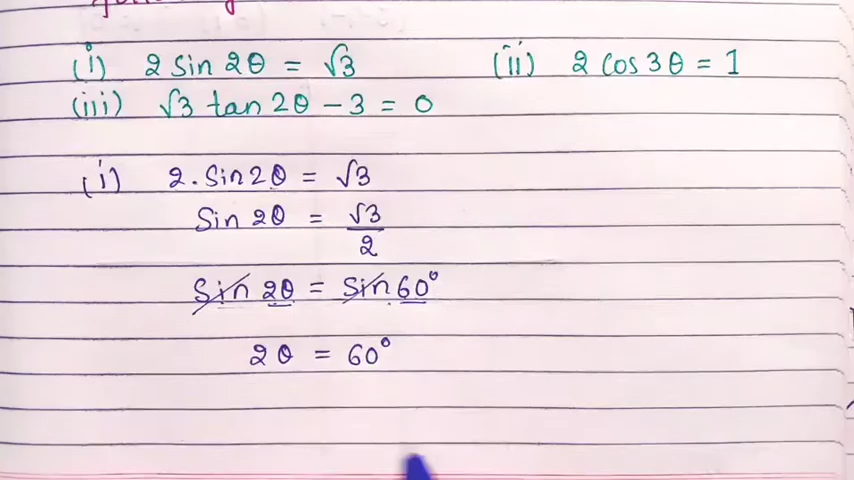 (i) 2 sin 2θ = √3 (ii) 2 cos 3θ = 1
(iii) √3 tan 2θ - 3 = 0
(i) 2. Sin 2θ = √3
Sin 2θ = √3/2
Sin 2θ = Sin 60°
2θ = 60°